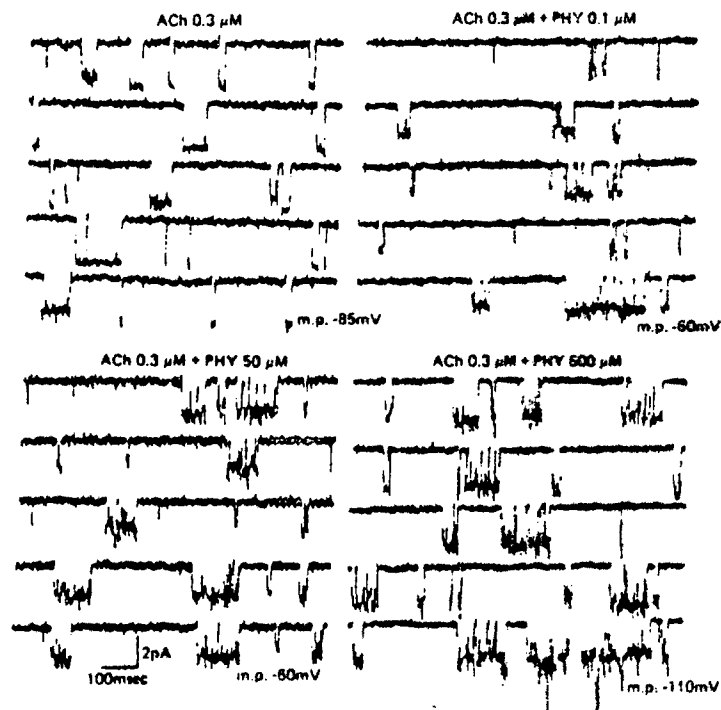 ACh 0.3 µM
ACh 0.3 µM + PHY 0.1 µM
m.p. -85mV
m.p. -60mV
ACh 0.3 µM + PHY 50 µM
ACh 0.3 µM + PHY 600 µM
2pA
100msec
m.p. -60mV
m.p. -110mV